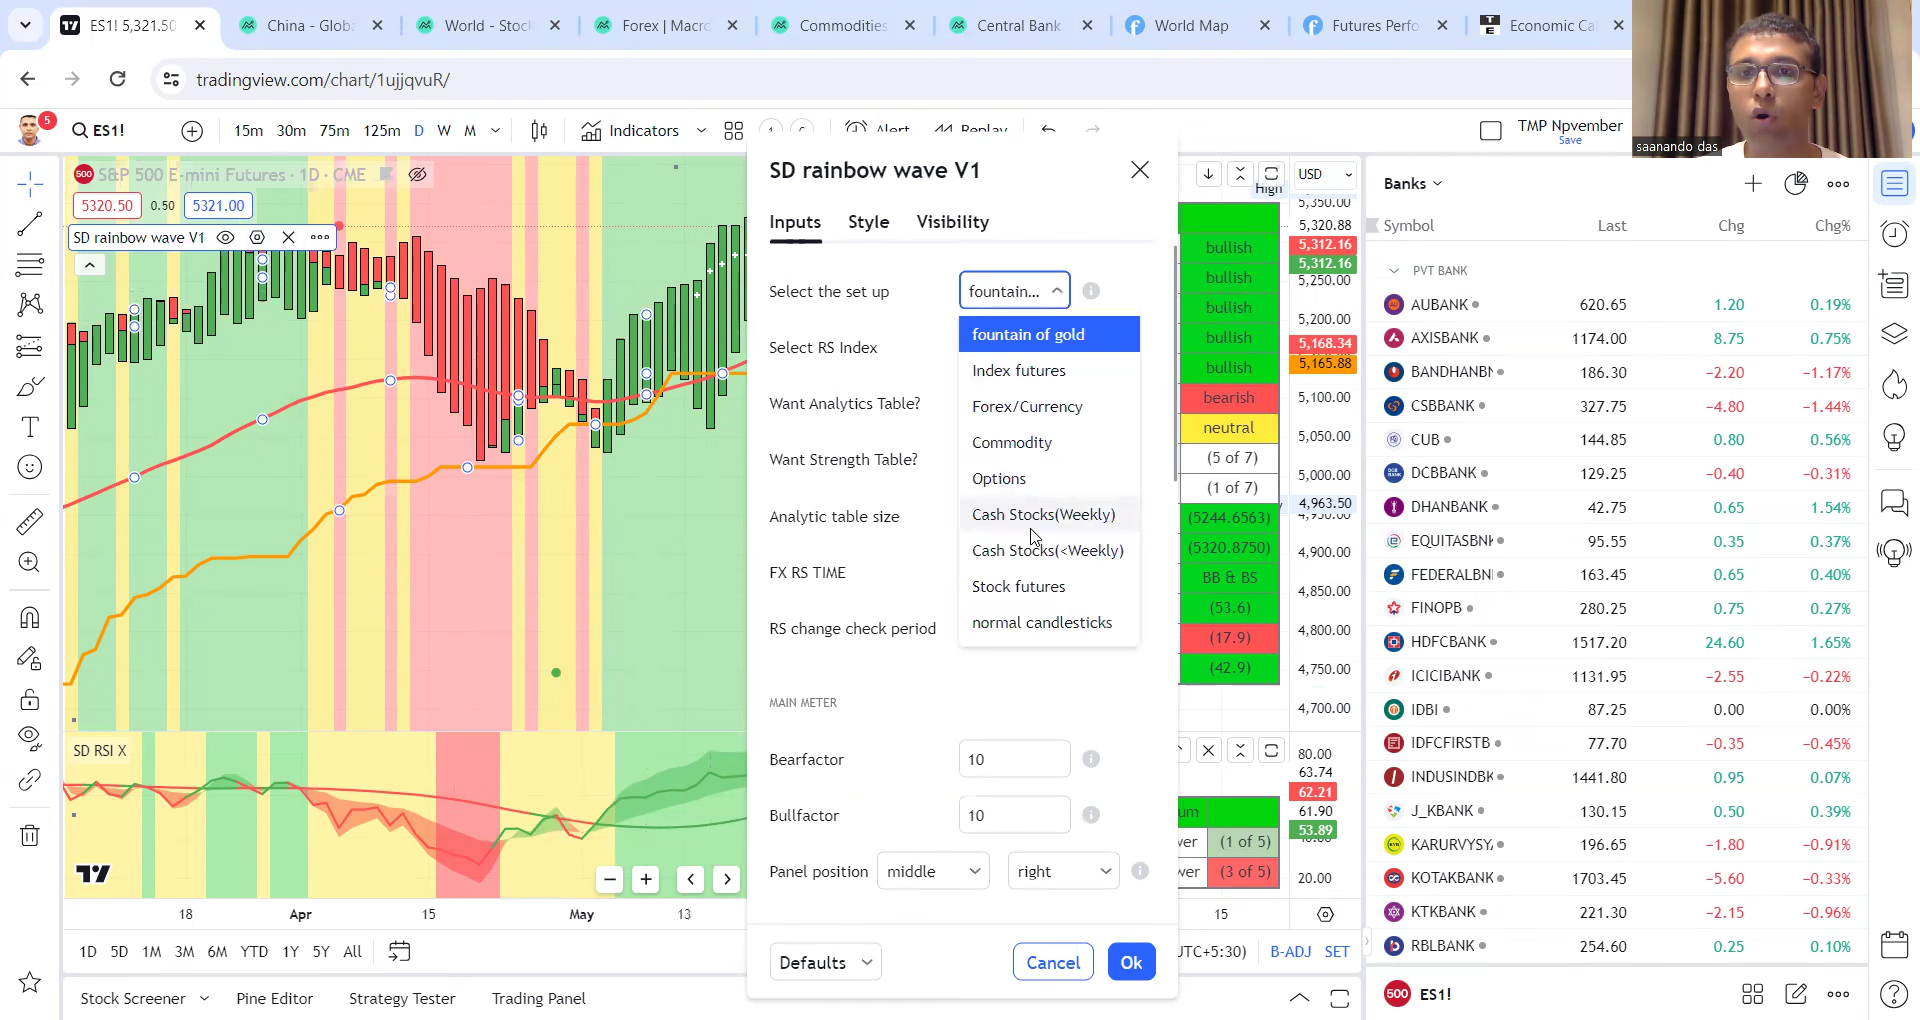 ES1! 5,321.50
China - Globa
World - Stoc
Forex | Macro
Commodities
Central Bank
World Map
Futures Perfo
Economic Ca
tradingview.com/chart/1ujjqvuR/
5
ES1!
15m 30m 75m 125m D W M
Indicators
Alert
Replay
TMP Npvember
Save
saanando das
500 S&P 500 E-mini Futures · 1D · CME
5320.50 0.50 5321.00
SD rainbow wave V1
SD RSI X
18 Apr 15 May 13
15
1D 5D 1M 3M 6M YTD 1Y 5Y All
UTC+5:30) B-ADJ SET
Stock Screener
Pine Editor
Strategy Tester
Trading Panel
SD rainbow wave V1
Inputs Style Visibility
Select the set up fountain...
Select RS Index
Want Analytics Table?
Want Strength Table?
Analytic table size
FX RS TIME
RS change check period
fountain of gold
Index futures
Forex/Currency
Commodity
Options
Cash Stocks(Weekly)
Cash Stocks(<Weekly)
Stock futures
normal candlesticks
MAIN METER
Bearfactor 10
Bullfactor 10
Panel position middle right
Defaults
Cancel
Ok
bullish
bullish
bullish
bullish
bullish
bearish
neutral
(5 of 7)
(1 of 7)
(5244.6563)
(5320.8750)
BB & BS
(53.6)
(17.9)
(42.9)
um
wer (1 of 5)
wer (3 of 5)
USD
High
5,350.00
5,320.88
5,312.16
5,312.16
5,250.00
5,200.00
5,168.34
5,165.88
5,100.00
5,050.00
5,000.00
4,963.50
4,900.00
4,850.00
4,800.00
4,750.00
4,700.00
80.00
63.74
62.21
61.90
53.89
20.00
Banks
Symbol Last Chg Chg%
PVT BANK
AUBANK 620.65 1.20 0.19%
AXISBANK 1174.00 8.75 0.75%
BANDHANBN 186.30 −2.20 −1.17%
CSBBANK 327.75 −4.80 −1.44%
CUB 144.85 0.80 0.56%
DCBBANK 129.25 −0.40 −0.31%
DHANBANK 42.75 0.65 1.54%
EQUITASBNK 95.55 0.35 0.37%
FEDERALBN 163.45 0.65 0.40%
FINOPB 280.25 0.75 0.27%
HDFCBANK 1517.20 24.60 1.65%
ICICIBANK 1131.95 −2.55 −0.22%
IDBI 87.25 0.00 0.00%
IDFCFIRSTB 77.70 −0.35 −0.45%
INDUSINDBK 1441.80 0.95 0.07%
J_KBANK 130.15 0.50 0.39%
KARURVYSYA 196.65 −1.80 −0.91%
KOTAKBANK 1703.45 −5.60 −0.33%
KTKBANK 221.30 −2.15 −0.96%
RBLBANK 254.60 0.25 0.10%
500 ES1!